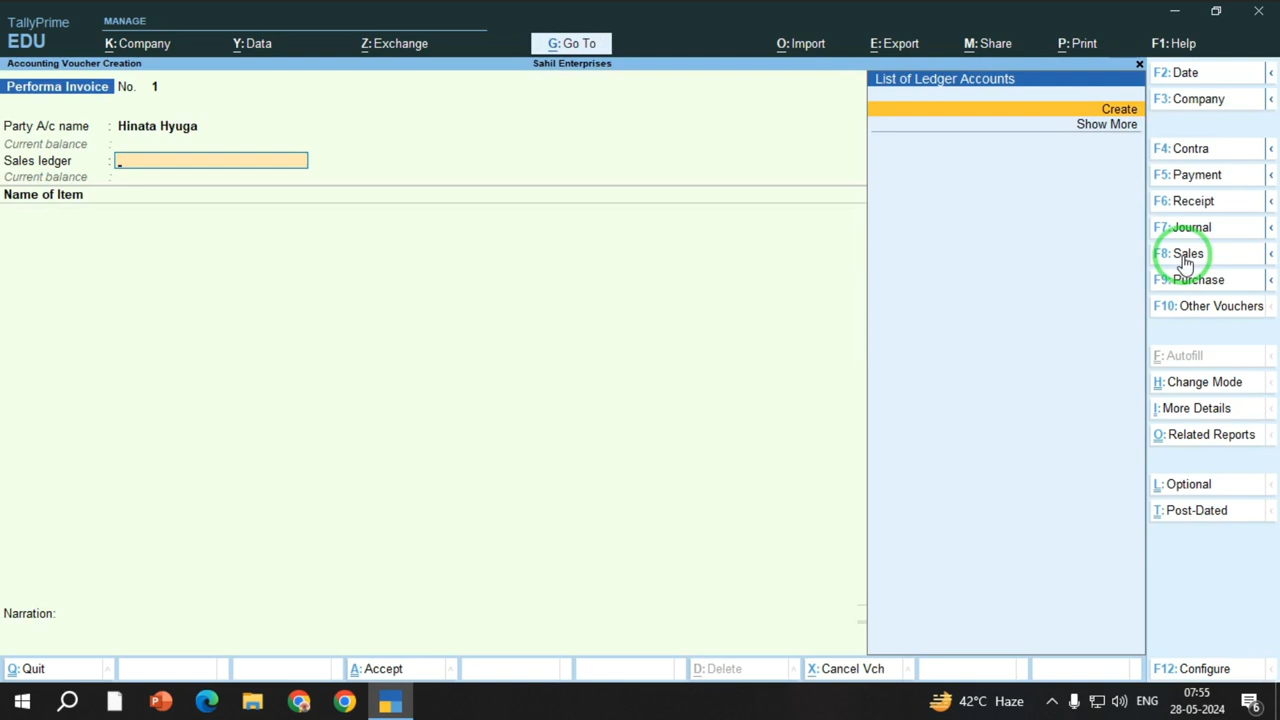 TallyPrime
EDU
MANAGE
K: Company
Y: Data
Z: Exchange
G: Go To
O: Import
E: Export
M: Share
P: Print
F1: Help
Accounting Voucher Creation
Sahil Enterprises
Performa Invoice No. 1
Party A/c name : Hinata Hyuga
Current balance :
Sales ledger :
Current balance :
Name of Item
Narration:
List of Ledger Accounts
Create
Show More
F2: Date
F3: Company
F4: Contra
F5: Payment
F6: Receipt
F7: Journal
F8: Sales
F9: Purchase
F10: Other Vouchers
F: Autofill
H: Change Mode
I: More Details
O: Related Reports
L: Optional
T: Post-Dated
Q: Quit
A: Accept
D: Delete
X: Cancel Vch
F12: Configure
42°C Haze
ENG
07:55
28-05-2024
6